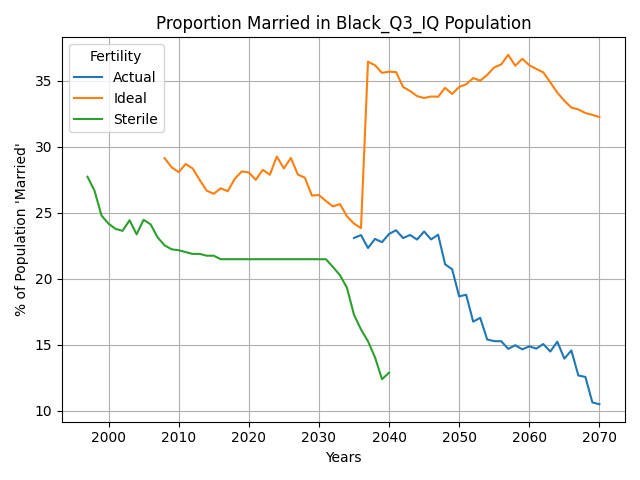 Proportion Married in Black_Q3_IQ Population
% of Population 'Married'
Fertility
Actual
Ideal
Sterile
35
30
25
20
15
10
2000 2010 2020 2030 2040 2050 2060 2070
Years